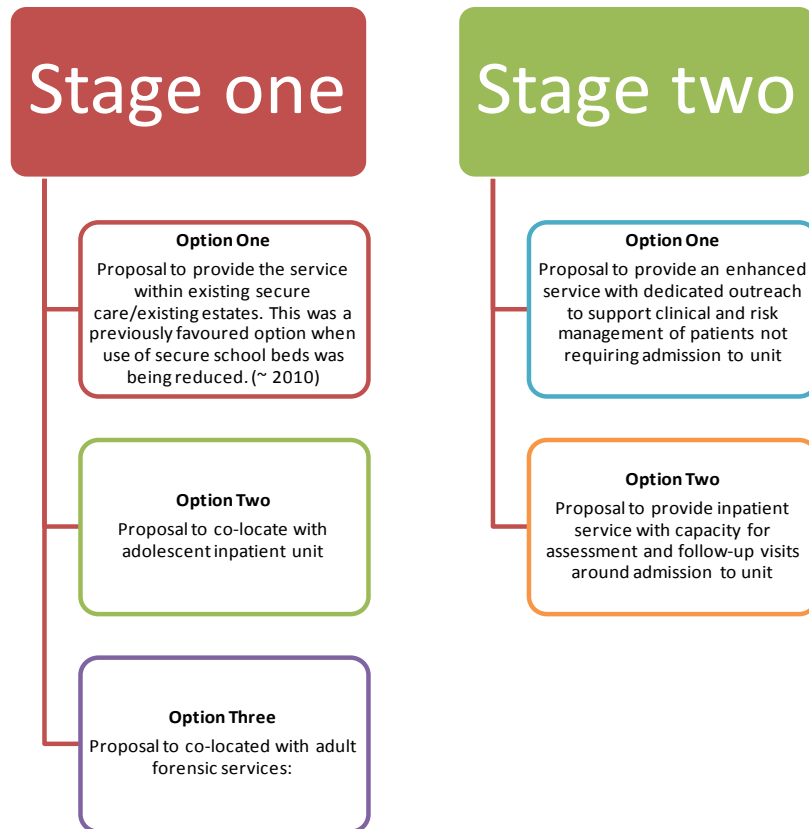 Stage one
Option One
Proposal to provide the service
within existing secure
care/existing estates. This was a
previously favoured option when
use of secure school beds was
being reduced. (~ 2010)
Option Two
Proposal to co-locate with
adolescent inpatient unit
Option Three
Proposal to co-located with adult
forensic services:
Stage two
Option One
Proposal to provide an enhanced
service with dedicated outreach
to support clinical and risk
management of patients not
requiring admission to unit
Option Two
Proposal to provide inpatient
service with capacity for
assessment and follow-up visits
around admission to unit